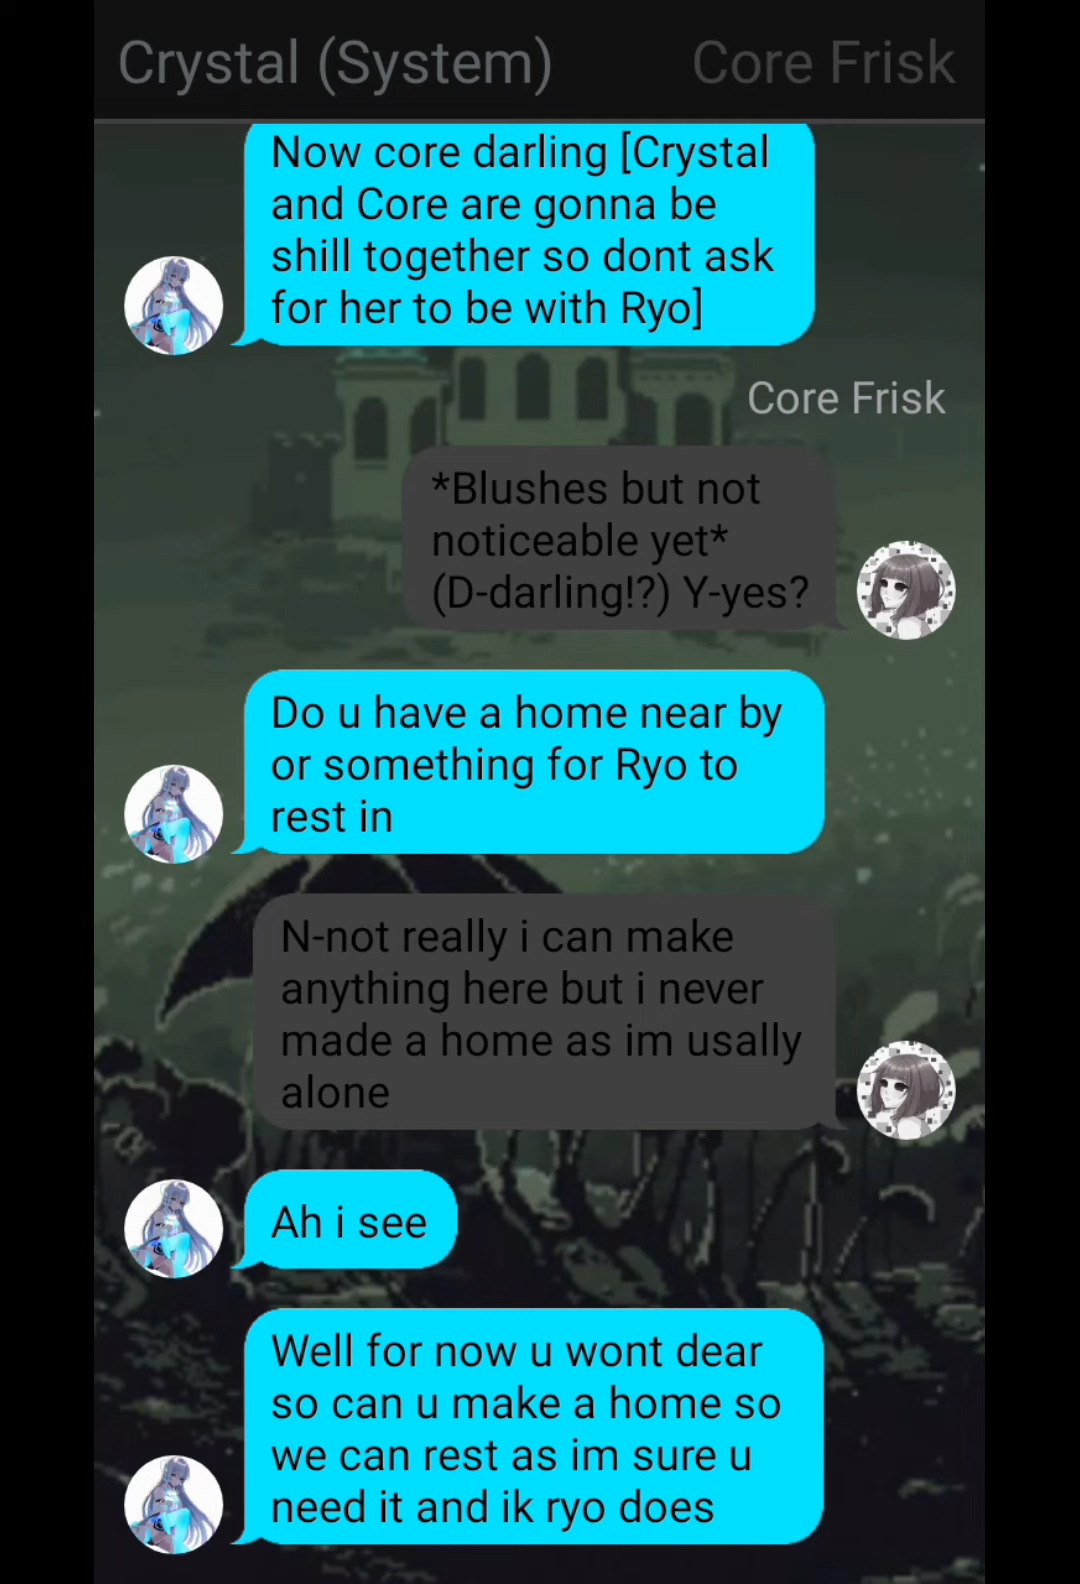 Crystal (System) Core Frisk
Now core darling [Crystal
and Core are gonna be
shill together so dont ask
for her to be with Ryo]
Core Frisk
*Blushes but not
noticeable yet*
(D-darling!?) Y-yes?
Do u have a home near by
or something for Ryo to
rest in
N-not really i can make
anything here but i never
made a home as im usally
alone
Ah i see
Well for now u wont dear
so can u make a home so
we can rest as im sure u
need it and ik ryo does